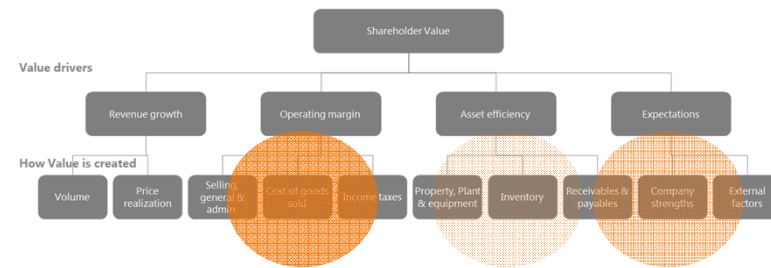 Shareholder Value
Value drivers
Revenue growth
Operating margin
Asset efficiency
Expectations
How Value is created
Volume
Price
realization
Selling,
general &
admin
Cost of goods
sold
Income taxes
Property, Plant
& equipment
Inventory
Receivables &
payables
Company
strengths
External
factors